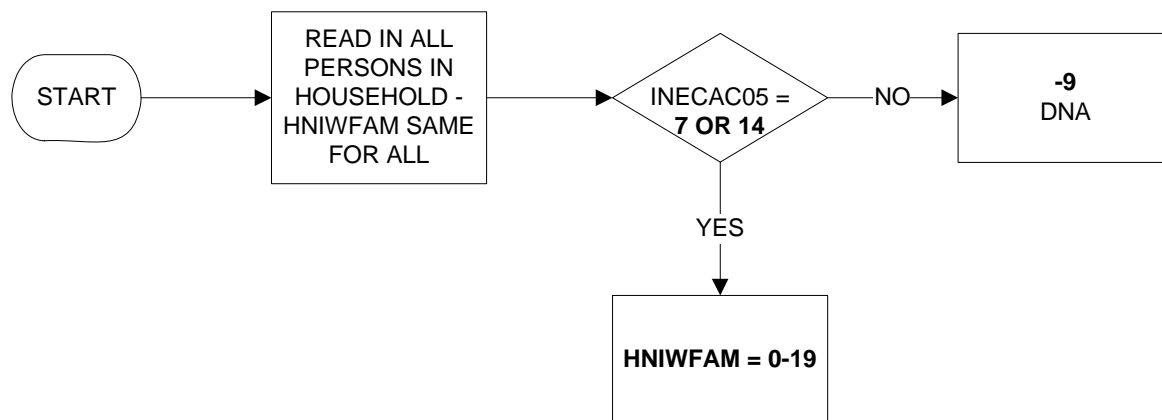 START
READ IN ALL
PERSONS IN
HOUSEHOLD -
HNIWFAM SAME
FOR ALL
INECAC05 =
7 OR 14
NO
-9
DNA
YES
HNIWFAM = 0-19